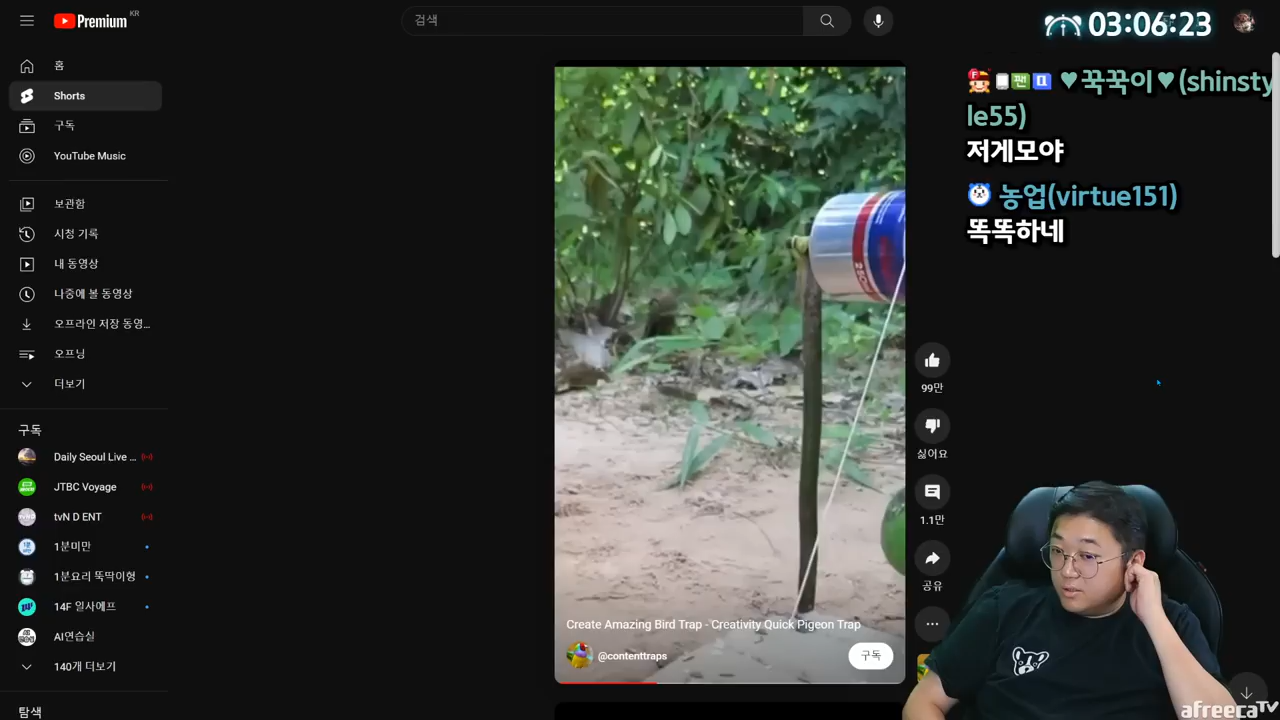 Premium KR
검색
03:06:23
홈
Shorts
구독
YouTube Music
보관함
시청 기록
내 동영상
나중에 볼 동영상
오프라인 저장 동영...
오프닝
더보기
구독
Daily Seoul Live ...
JTBC Voyage
tvN D ENT
1분미만
1분요리 뚝딱이형
14F 일사에프
AI연습실
140개 더보기
탐색
Create Amazing Bird Trap - Creativity Quick Pigeon Trap
@contenttraps
구독
99만
싫어요
1.1만
공유
팬
♥꾹꾹이♥(shinsty
le55)
저게모야
농업(virtue151)
똑똑하네
afreecaTV